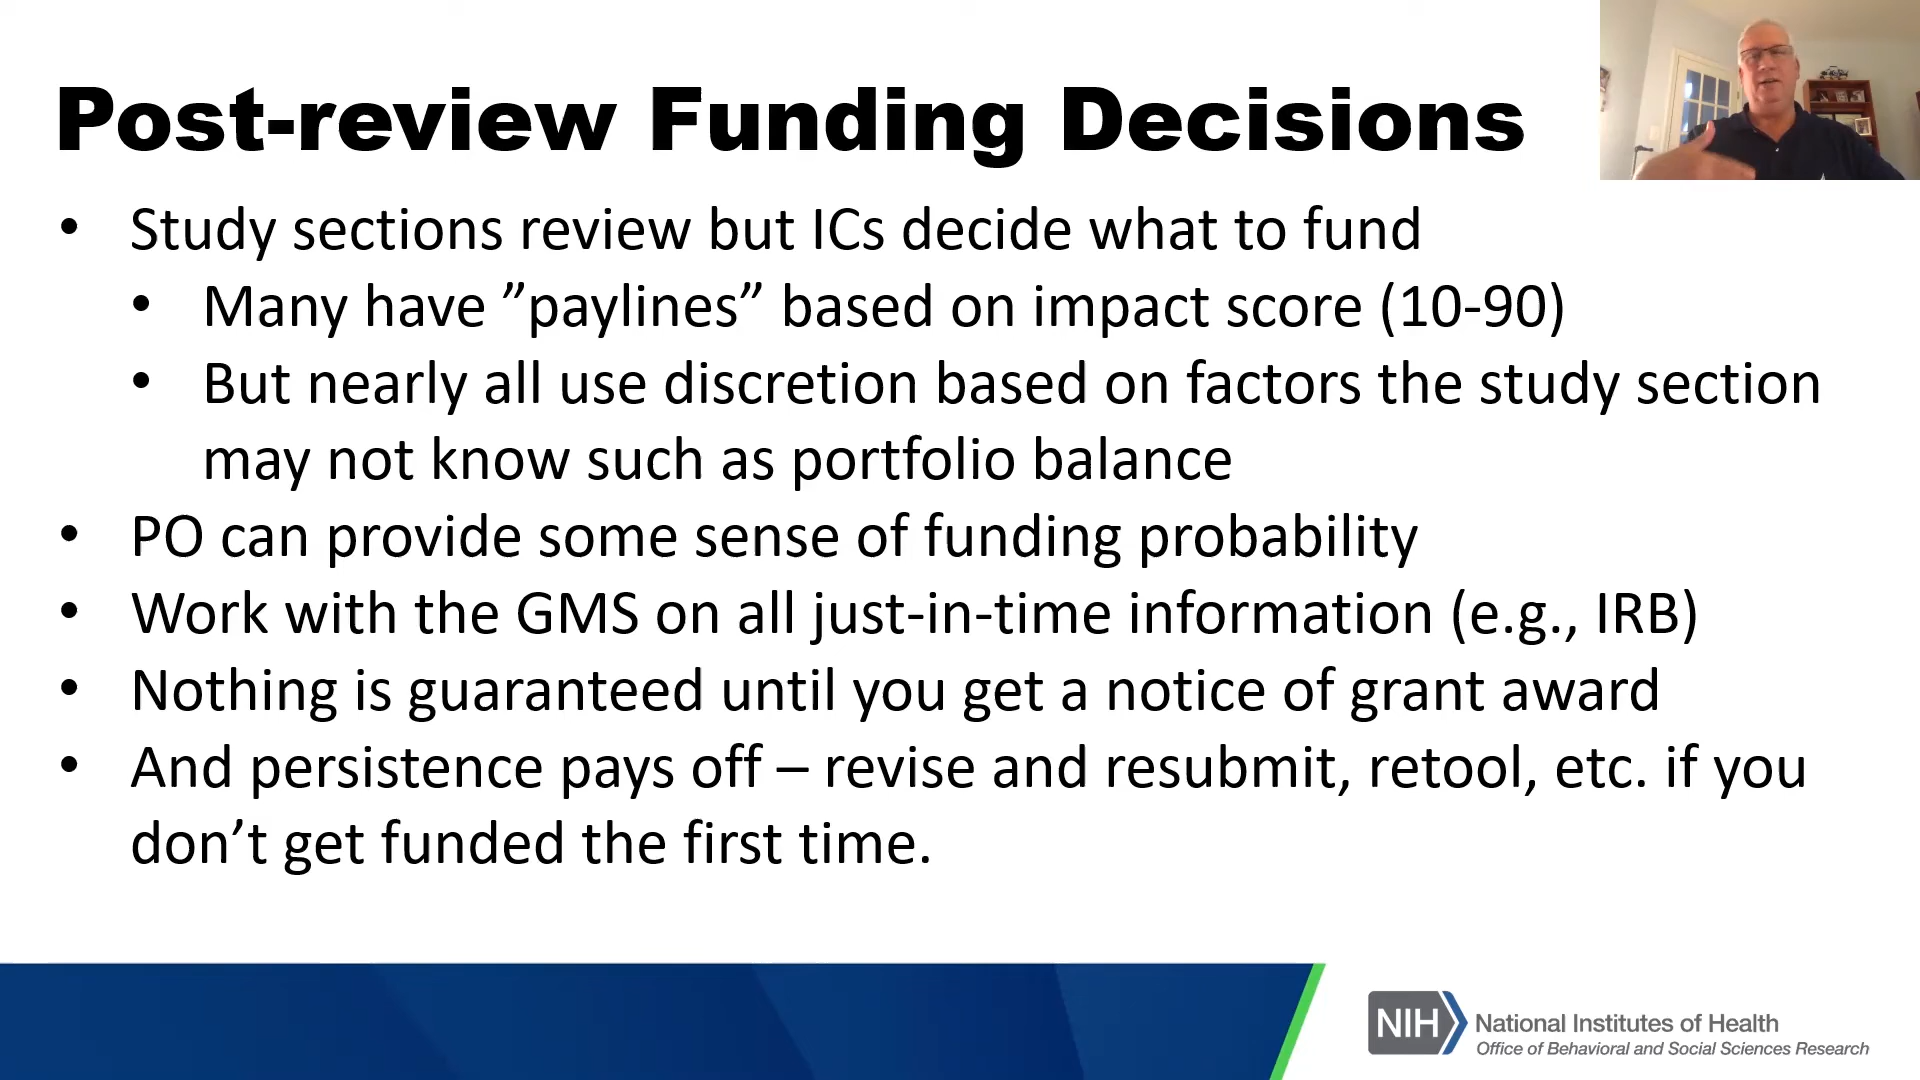 Post-review Funding Decisions
• Study sections review but ICs decide what to fund
• Many have ”paylines” based on impact score (10-90)
• But nearly all use discretion based on factors the study section
may not know such as portfolio balance
• PO can provide some sense of funding probability
• Work with the GMS on all just-in-time information (e.g., IRB)
• Nothing is guaranteed until you get a notice of grant award
• And persistence pays off – revise and resubmit, retool, etc. if you
don’t get funded the first time.
NIH National Institutes of Health
Office of Behavioral and Social Sciences Research